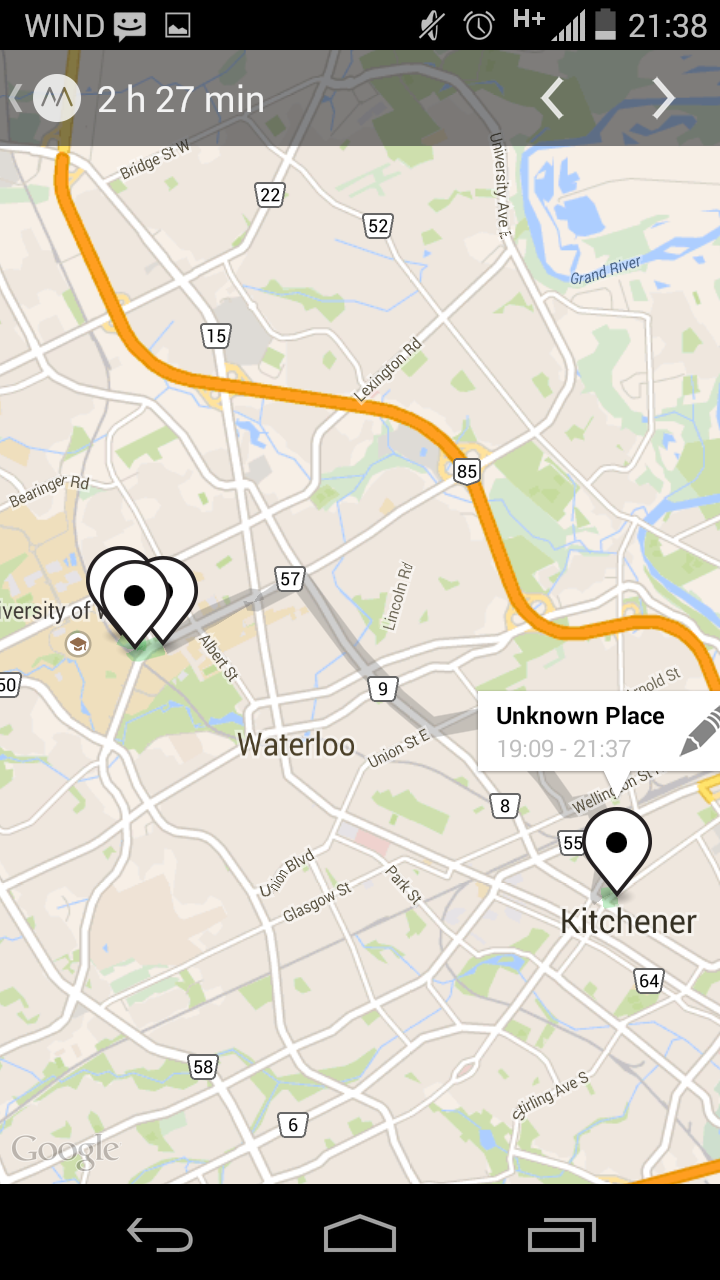 WIND H+ 21:38
2 h 27 min
Bridge St W
University Ave E
22
52
Grand River
15
Lexington Rd
85
Bearinger Rd
57
Lincoln Rd
iversity of
Albert St
50
9
rnold St
Unknown Place
19:09 - 21:37
Waterloo
Union St E
Wellington St
8
55
Union Blvd
Park St
Glasgow St
Kitchener
64
58
Stirling Ave S
6
Google